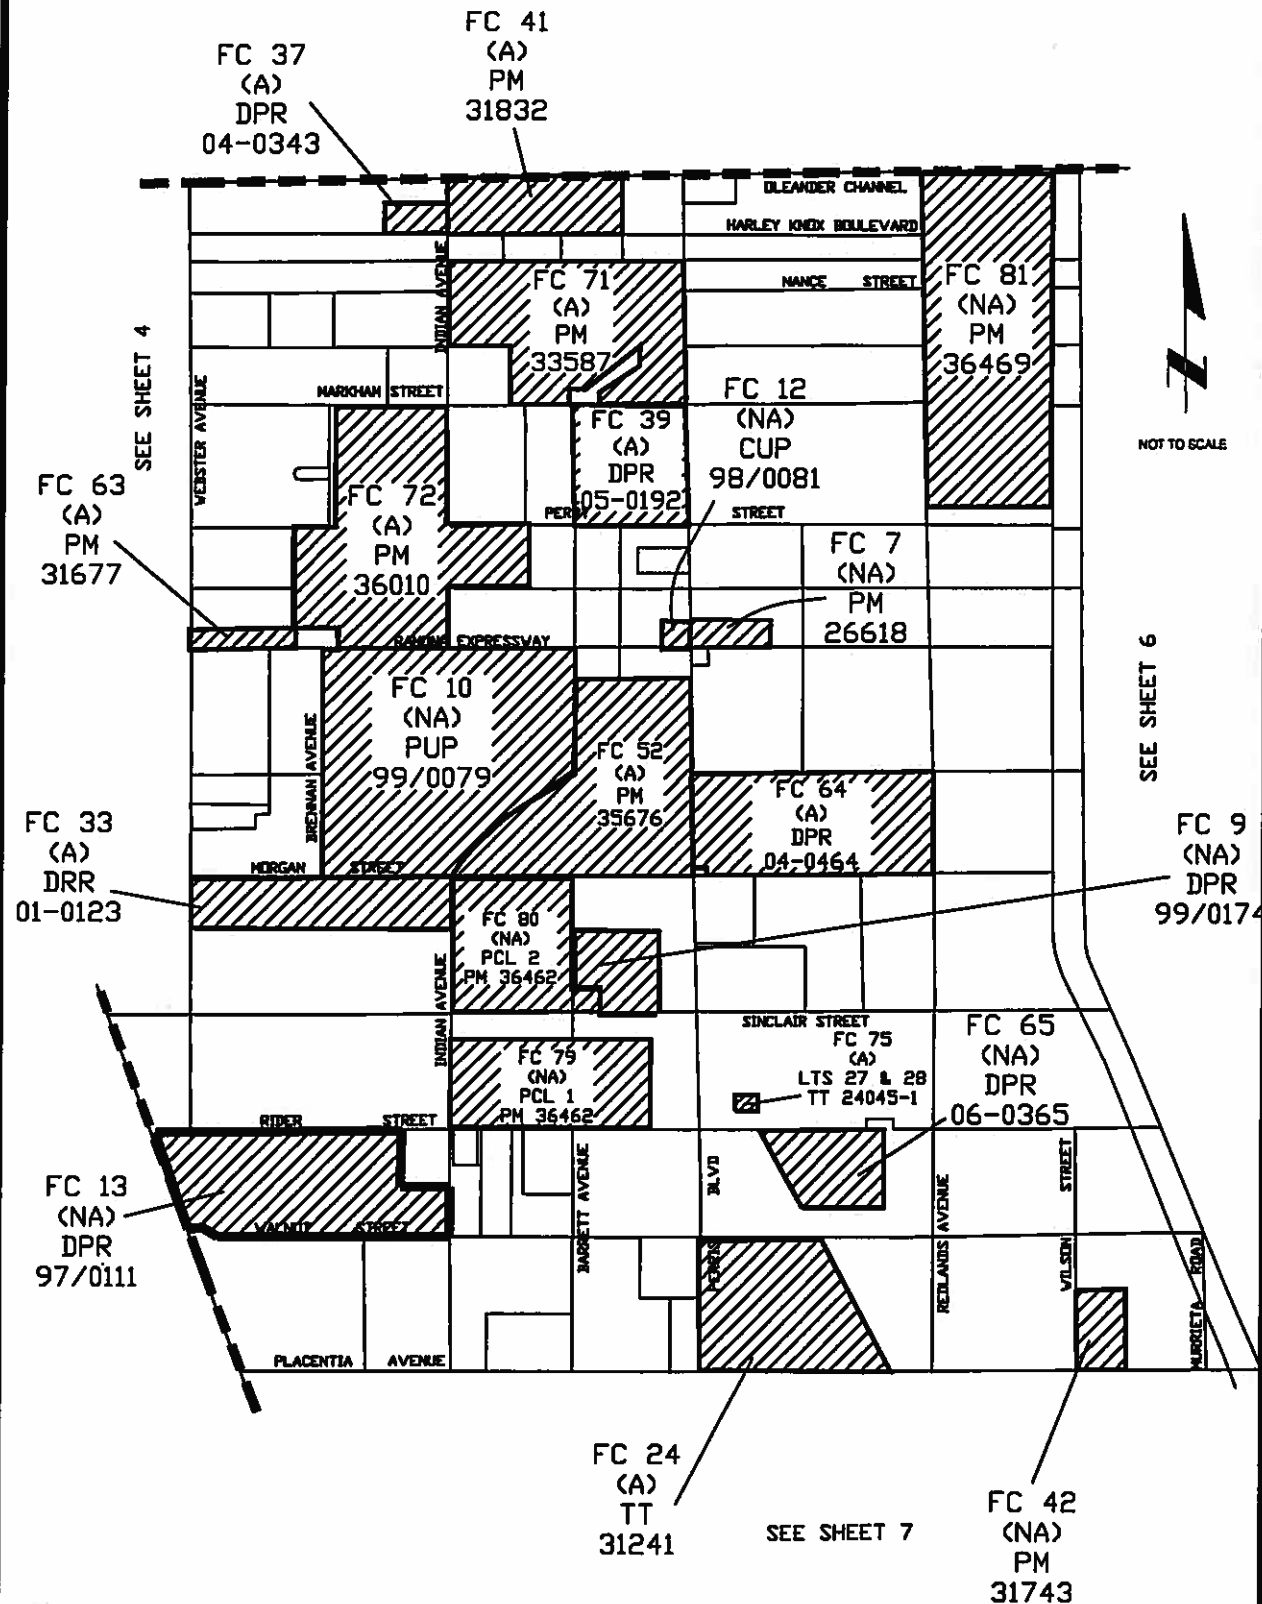 FC 41
(A)
PM
31832
FC 37
(A)
DPR
04-0343
OLEANDER CHANNEL
HARLEY KNOX BOULEVARD
INDIAN AVENUE
FC 71
(A)
PM
33587
NANCE STREET
FC 81
(NA)
PM
36469
SEE SHEET 4
WEBSTER AVENUE
MARKHAM STREET
FC 12
(NA)
CUP
98/0081
NOT TO SCALE
FC 39
(A)
DPR
05-0192
FC 63
(A)
PM
31677
FC 72
(A)
PM
36010
STREET
FC 7
(NA)
PM
26618
RAMONA EXPRESSWAY
SEE SHEET 6
FC 10
(NA)
PUP
99/0079
BRENNAN AVENUE
FC 52
(A)
PM
35676
FC 64
(A)
DPR
04-0464
FC 33
(A)
DRR
01-0123
MORGAN STREET
FC 9
(NA)
DPR
99/0174
FC 80
(NA)
PCL 2
PM 36462
INDIAN AVENUE
SINCLAIR STREET
FC 79
(NA)
PCL 1
PM 36462
FC 75
(A)
LTS 27 & 28
TT 24045-1
FC 65
(NA)
DPR
06-0365
RIDER STREET
FC 13
(NA)
DPR
97/0111
WALNUT STREET
BARRETT AVENUE
PERRIS BLVD
REDLANDS AVENUE
WILSON STREET
MURRIETA ROAD
PLACENTIA AVENUE
FC 24
(A)
TT
31241
SEE SHEET 7
FC 42
(NA)
PM
31743